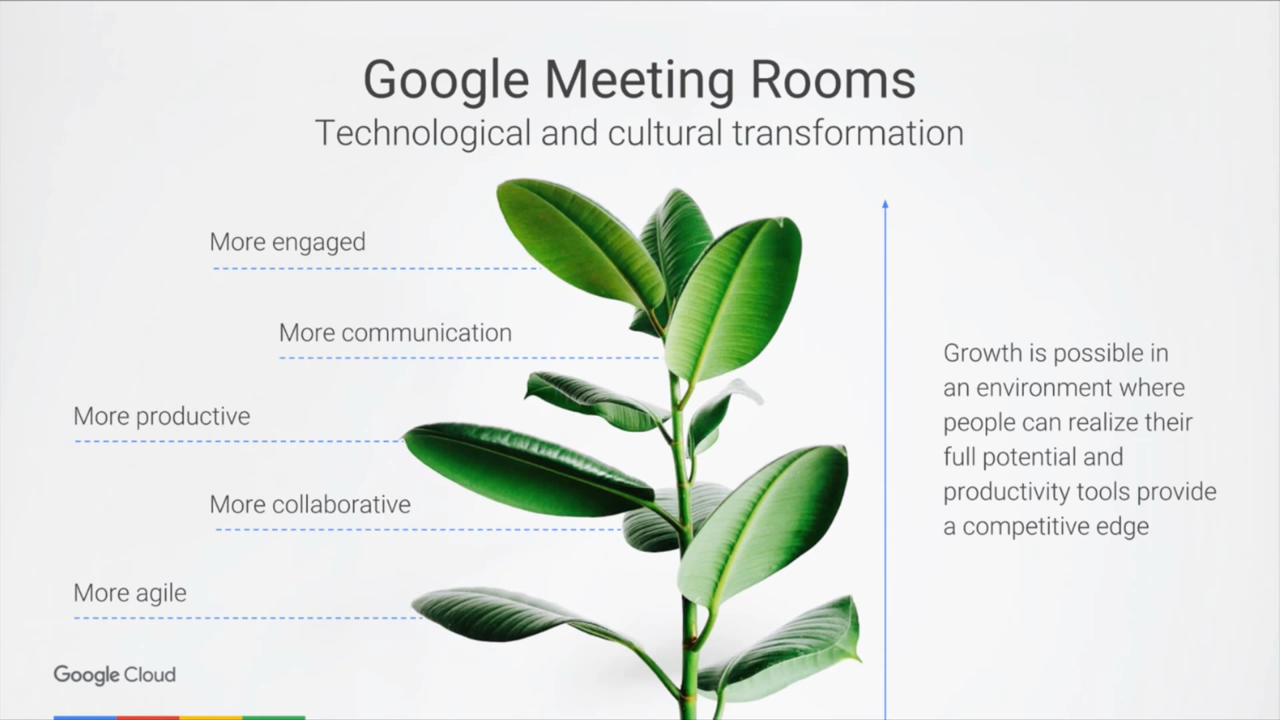 Google Meeting Rooms
Technological and cultural transformation
More engaged
More communication
More productive
More collaborative
More agile
Growth is possible in
an environment where
people can realize their
full potential and
productivity tools provide
a competitive edge
Google Cloud